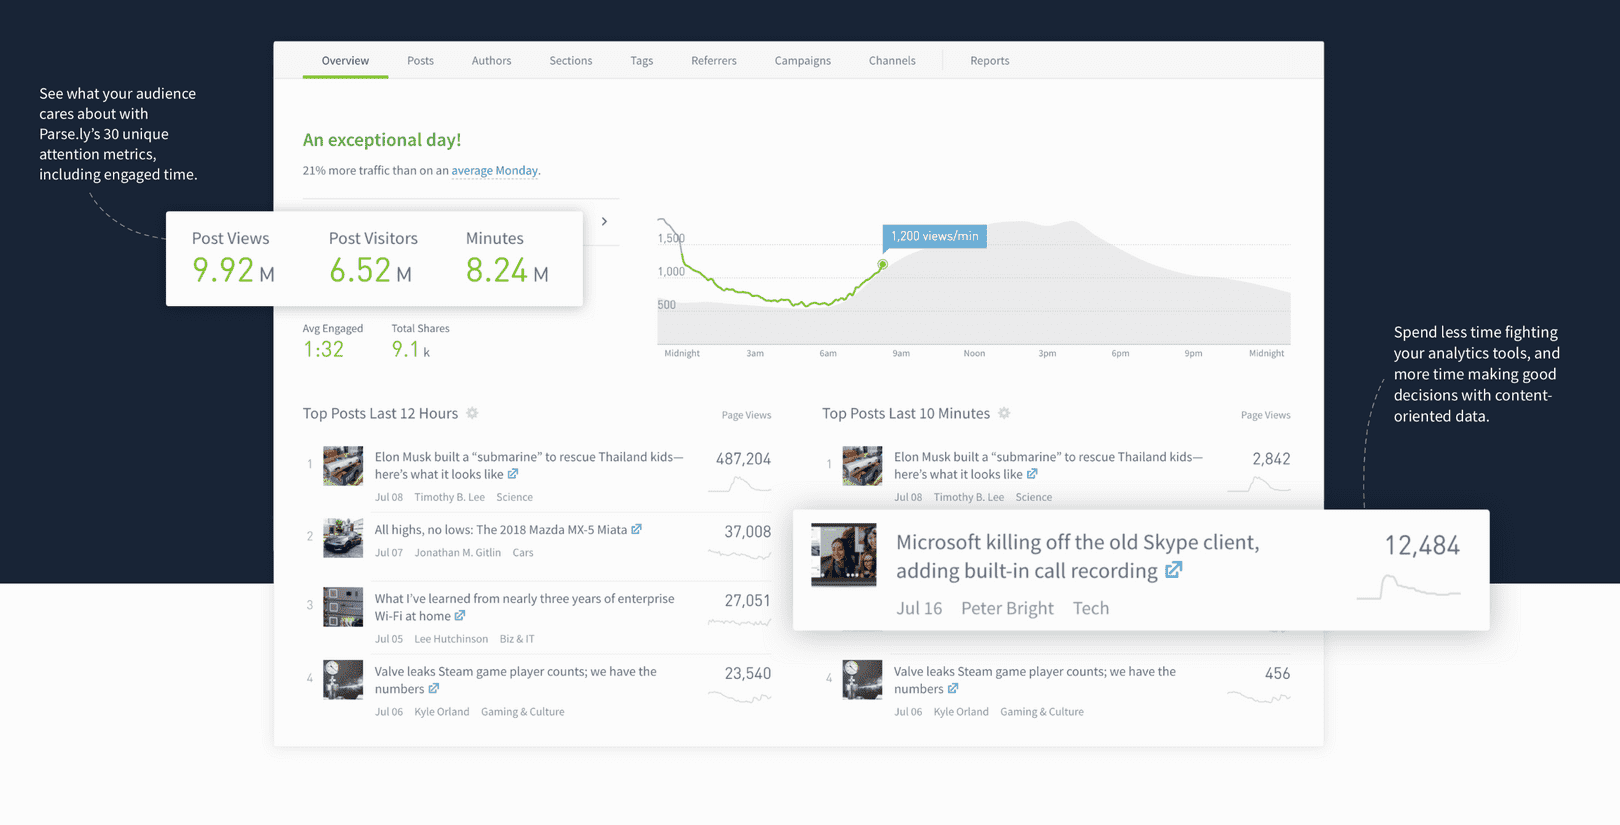 Overview Posts Authors Sections Tags Referrers Campaigns Channels Reports
See what your audience
cares about with
Parse.ly's 30 unique
attention metrics,
including engaged time.
An exceptional day!
21% more traffic than on an average Monday.
Post Views Post Visitors Minutes
9.92 M 6.52 M 8.24 M
Avg Engaged Total Shares
1:32 9.1 k
1,500
1,000
500
1,200 views/min
Midnight 3am 6am 9am Noon 3pm 6pm 9pm Midnight
Spend less time fighting
your analytics tools, and
more time making good
decisions with content-
oriented data.
Top Posts Last 12 Hours Page Views
1 Elon Musk built a “submarine” to rescue Thailand kids— 487,204
here's what it looks like
Jul 08 Timothy B. Lee Science
2 All highs, no lows: The 2018 Mazda MX-5 Miata 37,008
Jul 07 Jonathan M. Gitlin Cars
3 What I've learned from nearly three years of enterprise 27,051
Wi-Fi at home
Jul 05 Lee Hutchinson Biz & IT
4 Valve leaks Steam game player counts; we have the 23,540
numbers
Jul 06 Kyle Orland Gaming & Culture
Top Posts Last 10 Minutes Page Views
1 Elon Musk built a “submarine” to rescue Thailand kids— 2,842
here's what it looks like
Jul 08 Timothy B. Lee Science
Microsoft killing off the old Skype client, 12,484
adding built-in call recording
Jul 16 Peter Bright Tech
4 Valve leaks Steam game player counts; we have the 456
numbers
Jul 06 Kyle Orland Gaming & Culture